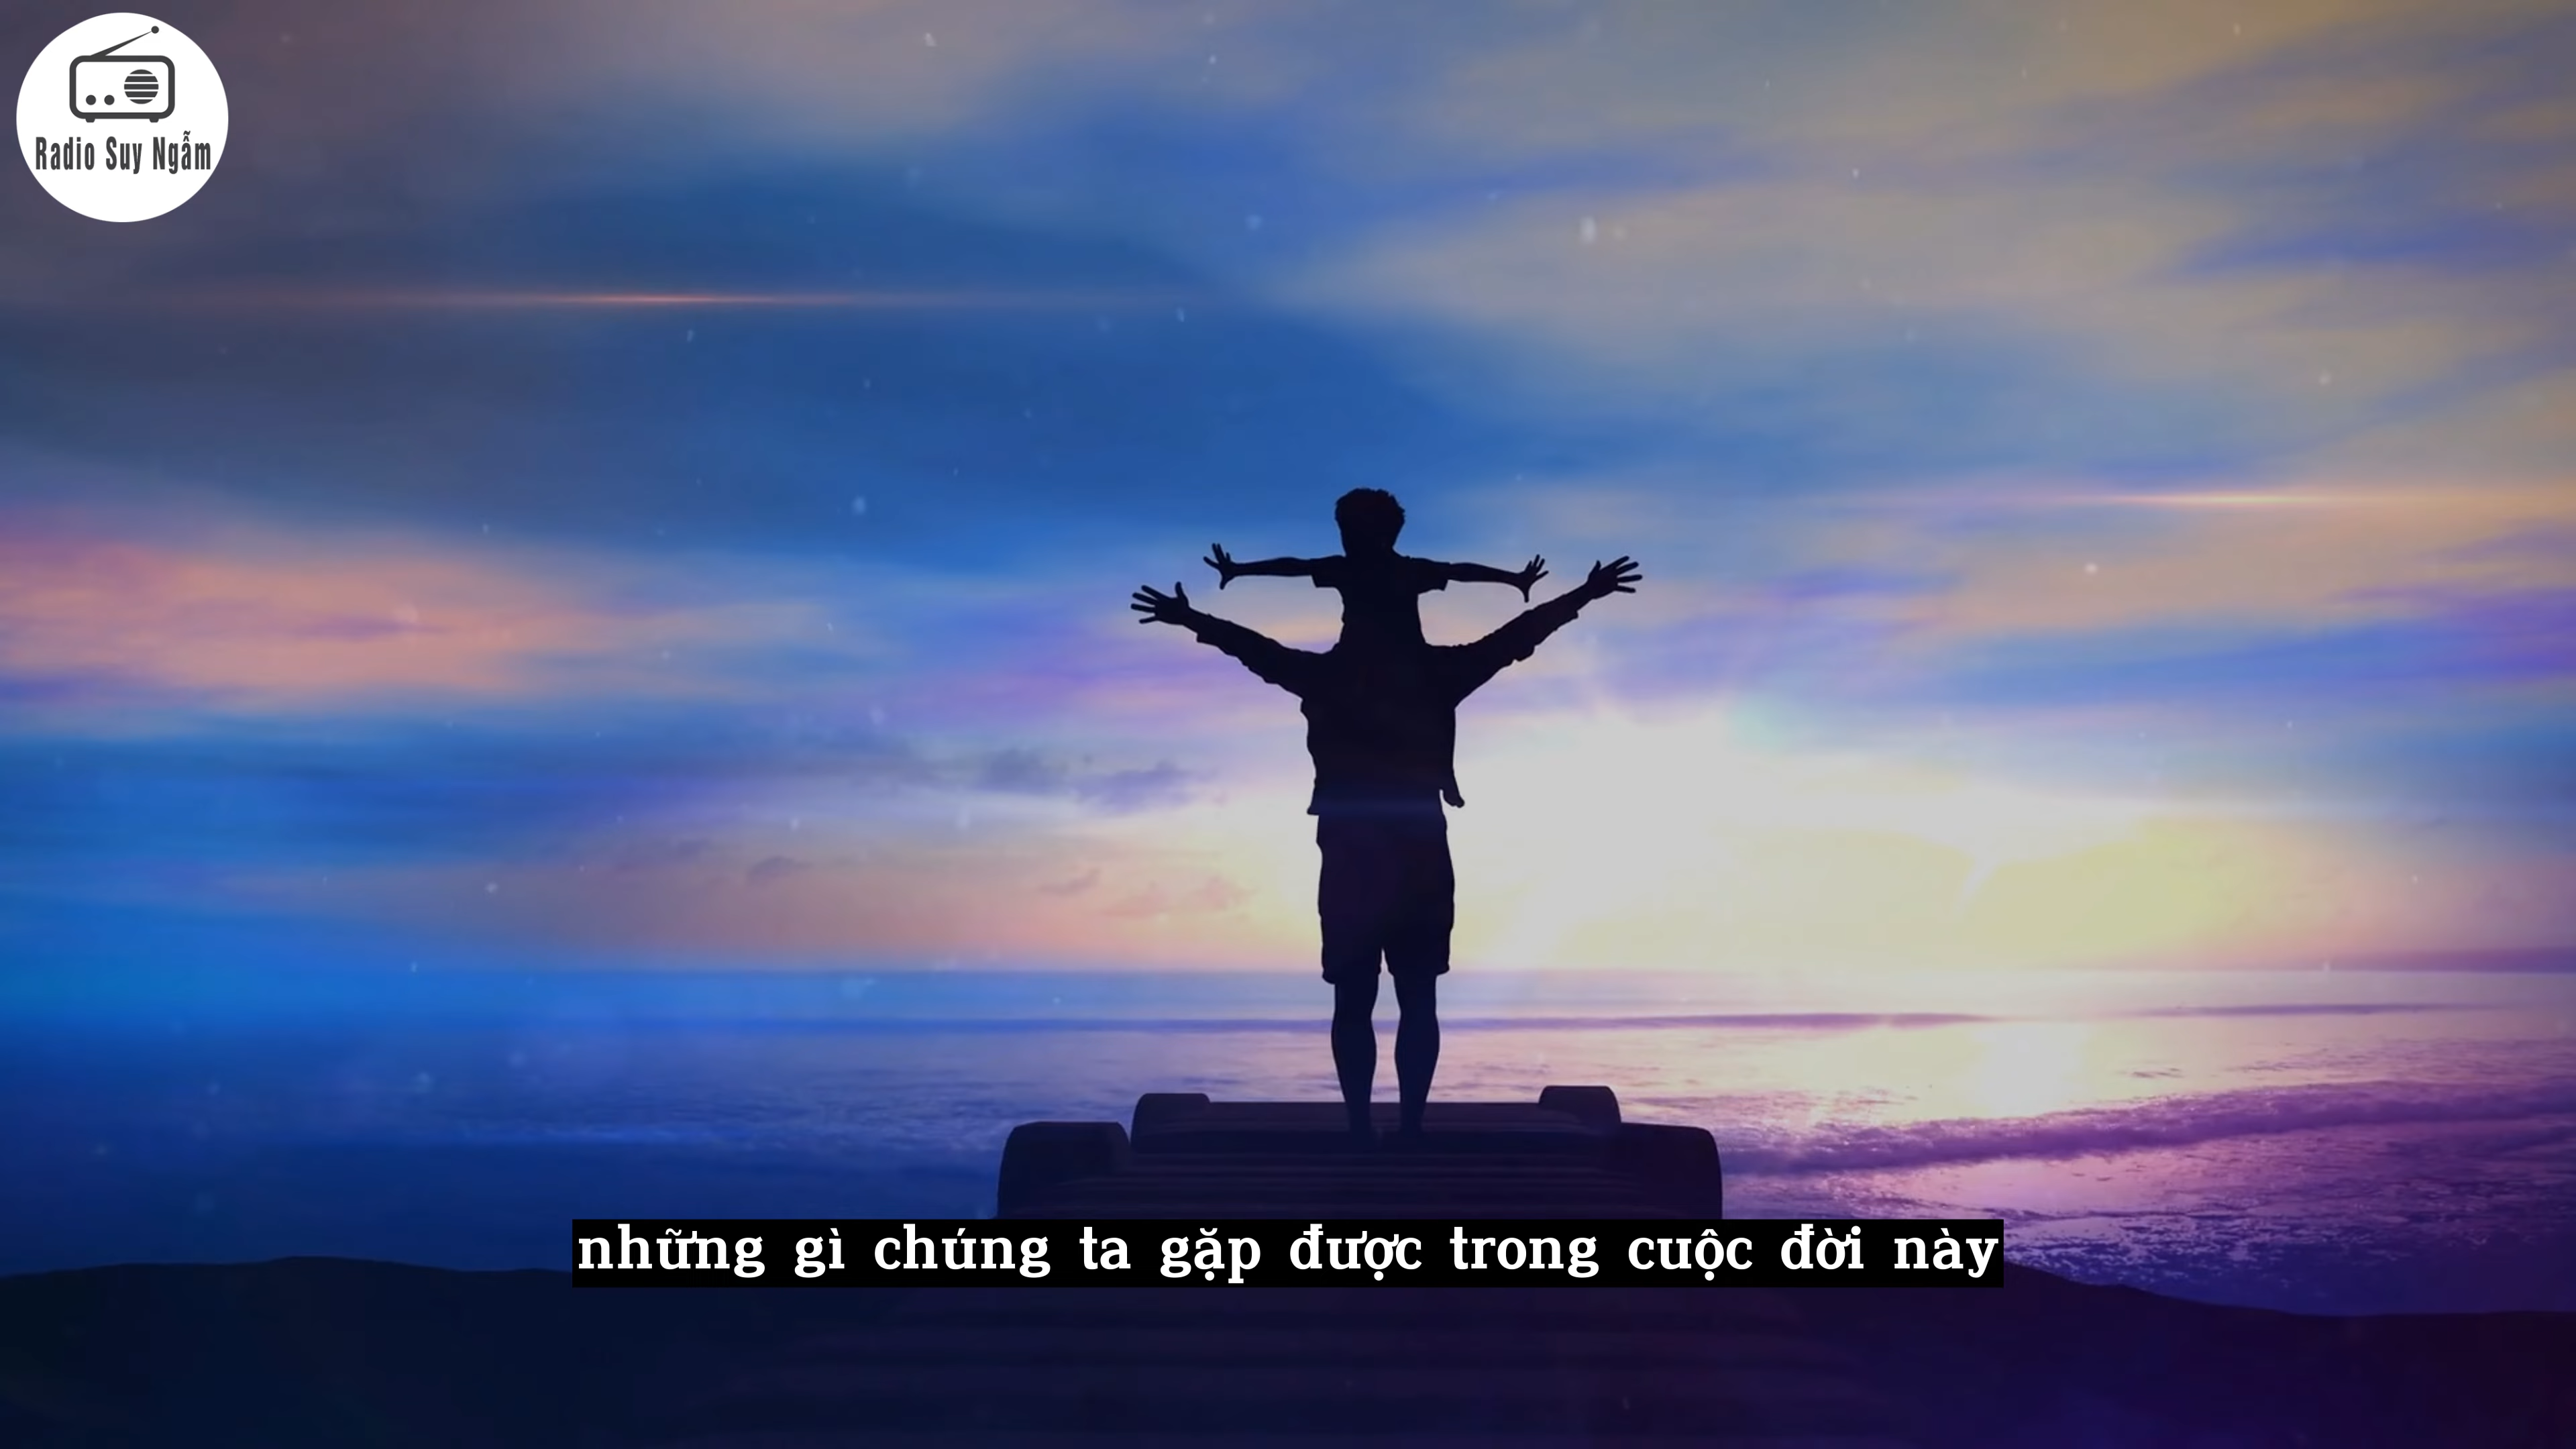 Radio Suy Ngẫm
những gì chúng ta gặp được trong cuộc đời này